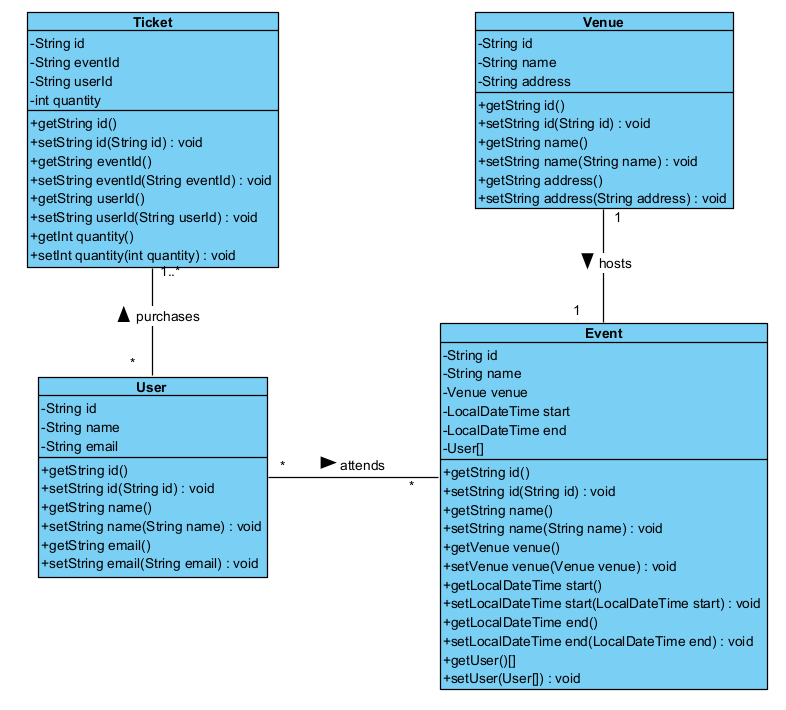 Ticket
-String id
-String eventId
-String userId
-int quantity
+getString id()
+setString id(String id) : void
+getString eventId()
+setString eventId(String eventId) : void
+getString userId()
+setString userId(String userId) : void
+getInt quantity()
+setInt quantity(int quantity) : void
Venue
-String id
-String name
-String address
+getString id()
+setString id(String id) : void
+getString name()
+setString name(String name) : void
+getString address()
+setString address(String address) : void
1..*
purchases
*
1
hosts
1
User
-String id
-String name
-String email
+getString id()
+setString id(String id) : void
+getString name()
+setString name(String name) : void
+getString email()
+setString email(String email) : void
*
attends
*
Event
-String id
-String name
-Venue venue
-LocalDateTime start
-LocalDateTime end
-User[]
+getString id()
+setString id(String id) : void
+getString name()
+setString name(String name) : void
+getVenue venue()
+setVenue venue(Venue venue) : void
+getLocalDateTime start()
+setLocalDateTime start(LocalDateTime start) : void
+getLocalDateTime end()
+setLocalDateTime end(LocalDateTime end) : void
+getUser()[]
+setUser(User[]) : void